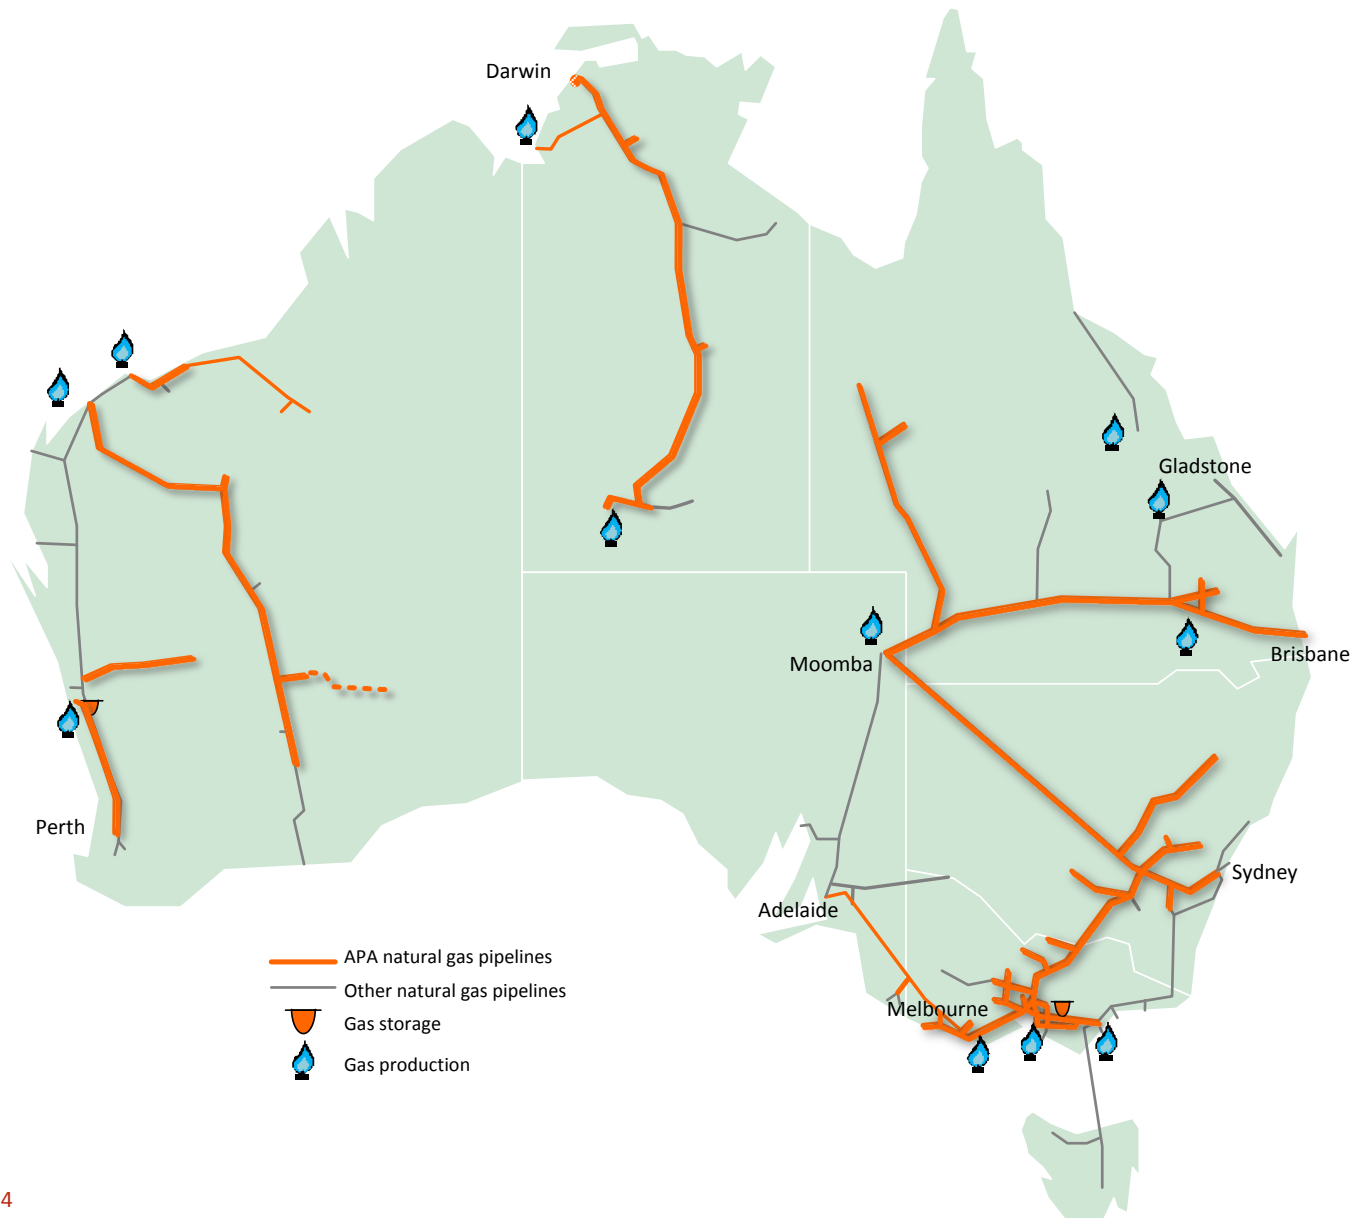 Darwin
Gladstone
Brisbane
Moomba
Perth
Sydney
Adelaide
Melbourne
APA natural gas pipelines
Other natural gas pipelines
Gas storage
Gas production
4